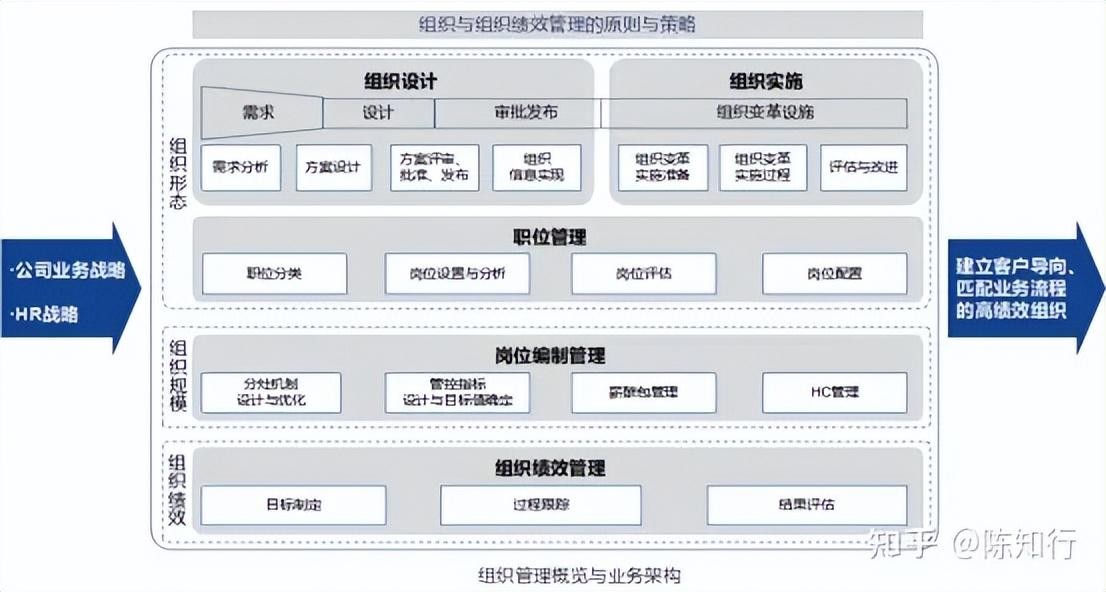 组织与组织绩效管理的原则与策略
组织形态
组织设计
组织实施
需求
设计
审批发布
组织变革设施
需求分析
方案设计
方案评审、
批准、发布
组织
信息实现
组织变革
实施准备
组织变革
实施过程
评估与改进
职位管理
职位分类
岗位设置与分析
岗位评估
岗位配置
·公司业务战略
·HR战略
建立客户导向、
匹配业务流程
的高绩效组织
组织规模
岗位编制管理
分灶机制
设计与优化
管控指标
设计与目标值确定
薪酬包管理
HC管理
组织绩效
组织绩效管理
目标制定
过程跟踪
结果评估
知乎 @陈知行
组织管理概览与业务架构